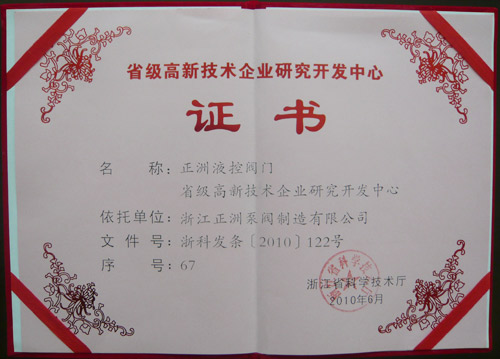 省级高新技术企业研究开发中心
证书
名称：正洲液控阀门
省级高新技术企业研究开发中心
依托单位：浙江正洲泵阀制造有限公司
文件号：浙科发条〔2010〕122号
序号：67
浙江省科学技术厅
2010年6月